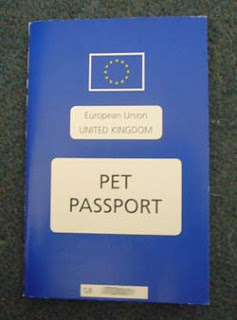 European Union
UNITED KINGDOM
PET
PASSPORT
GB